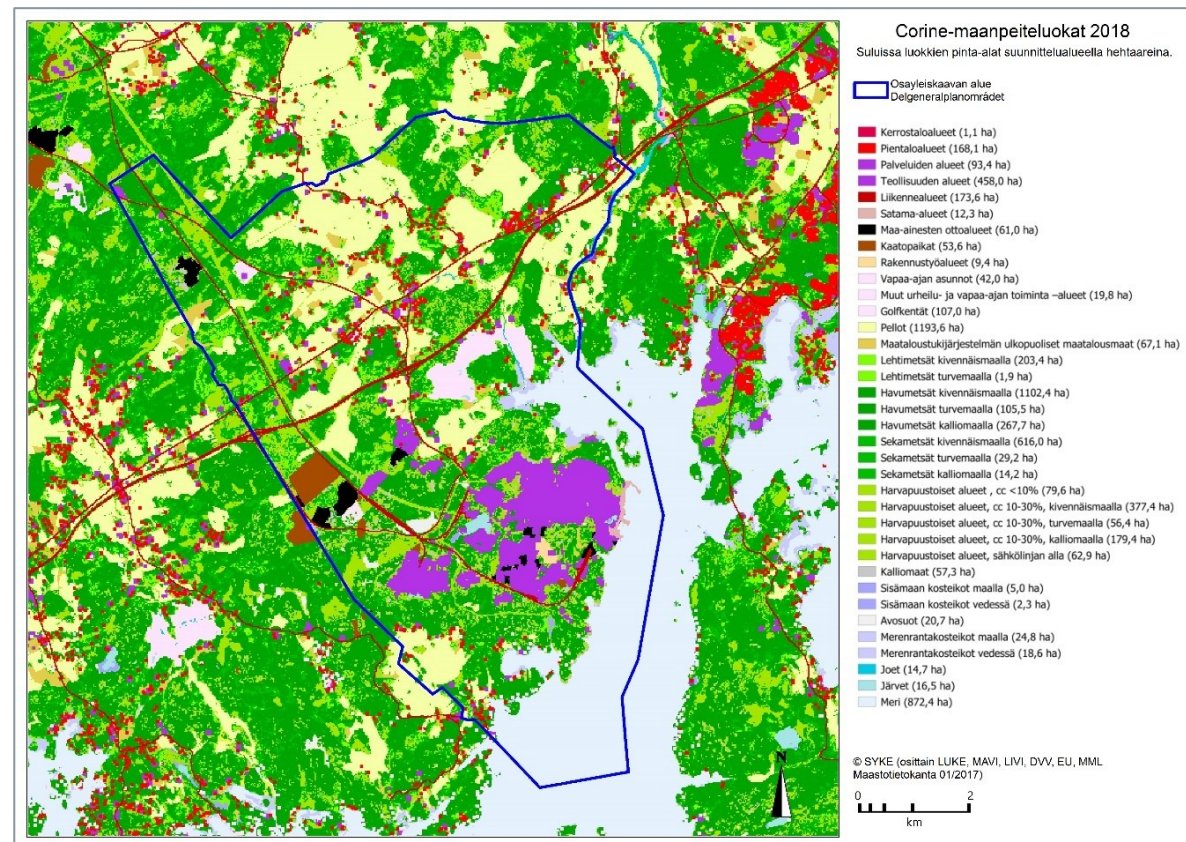 Corine-maanpeiteluokat 2018
Suluissa luokkien pinta-alat suunnittelualueella hehtaareina.
Osayleiskaavan alue
Delgeneralplanområdet
Kerrostaloalueet (1,1 ha)
Pientaloalueet (168,1 ha)
Palveluiden alueet (93,4 ha)
Teollisuuden alueet (458,0 ha)
Liikennealueet (173,6 ha)
Satama-alueet (12,3 ha)
Maa-ainesten ottoalueet (61,0 ha)
Kaatopaikat (53,6 ha)
Rakennustyöalueet (9,4 ha)
Vapaa-ajan asunnot (42,0 ha)
Muut urheilu- ja vapaa-ajan toiminta –alueet (19,8 ha)
Golfkentät (107,0 ha)
Pellot (1193,6 ha)
Maataloustukijärjestelmän ulkopuoliset maatalousmaat (67,1 ha)
Lehtimetsät kivennäismaalla (203,4 ha)
Lehtimetsät turvemaalla (1,9 ha)
Havumetsät kivennäismaalla (1102,4 ha)
Havumetsät turvemaalla (105,5 ha)
Havumetsät kalliomaalla (267,7 ha)
Sekametsät kivennäismaalla (616,0 ha)
Sekametsät turvemaalla (29,2 ha)
Sekametsät kalliomaalla (14,2 ha)
Harvapuustoiset alueet , cc <10% (79,6 ha)
Harvapuustoiset alueet, cc 10-30%, kivennäismaalla (377,4 ha)
Harvapuustoiset alueet, cc 10-30%, turvemaalla (56,4 ha)
Harvapuustoiset alueet, cc 10-30%, kalliomaalla (179,4 ha)
Harvapuustoiset alueet, sähkölinjan alla (62,9 ha)
Kalliomaat (57,3 ha)
Sisämaan kosteikot maalla (5,0 ha)
Sisämaan kosteikot vedessä (2,3 ha)
Avosuot (20,7 ha)
Merenrantakosteikot maalla (24,8 ha)
Merenrantakosteikot vedessä (18,6 ha)
Joet (14,7 ha)
Järvet (16,5 ha)
Meri (872,4 ha)
N
© SYKE (osittain LUKE, MAVI, LIVI, DVV, EU, MML
Maastotietokanta 01/2017)
0 2
km